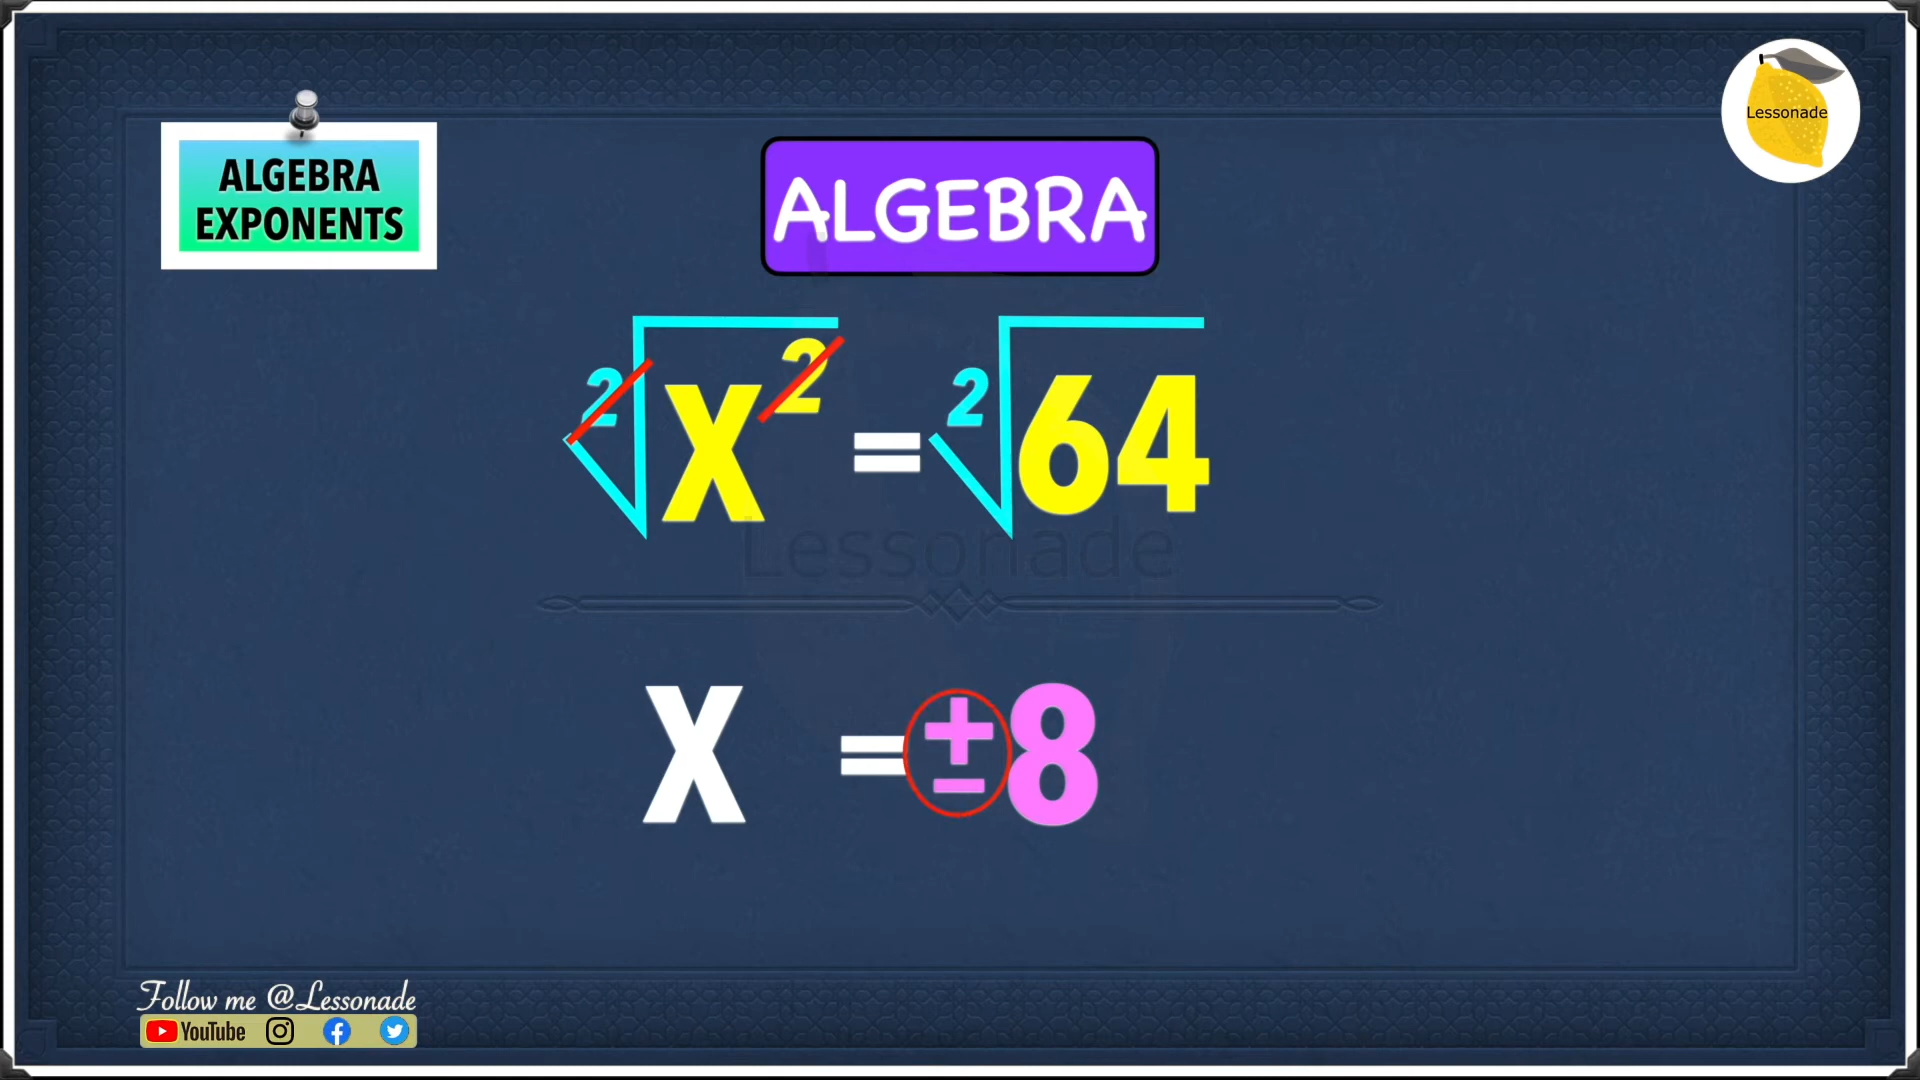 Lessonade
ALGEBRA
EXPONENTS
ALGEBRA
²√X² = ²√64
Lessonade
X = ±8
Follow me @Lessonade
YouTube